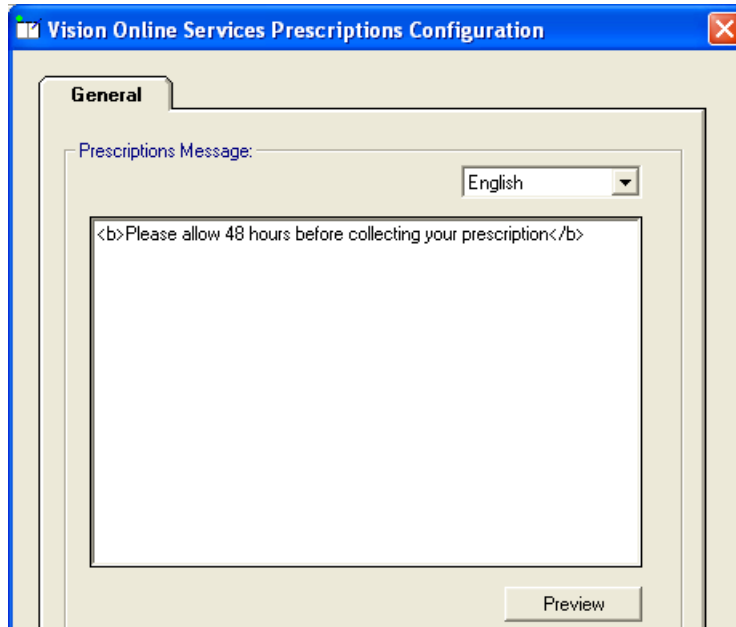 Vision Online Services Prescriptions Configuration
General
Prescriptions Message:
English
<b>Please allow 48 hours before collecting your prescription</b>
Preview